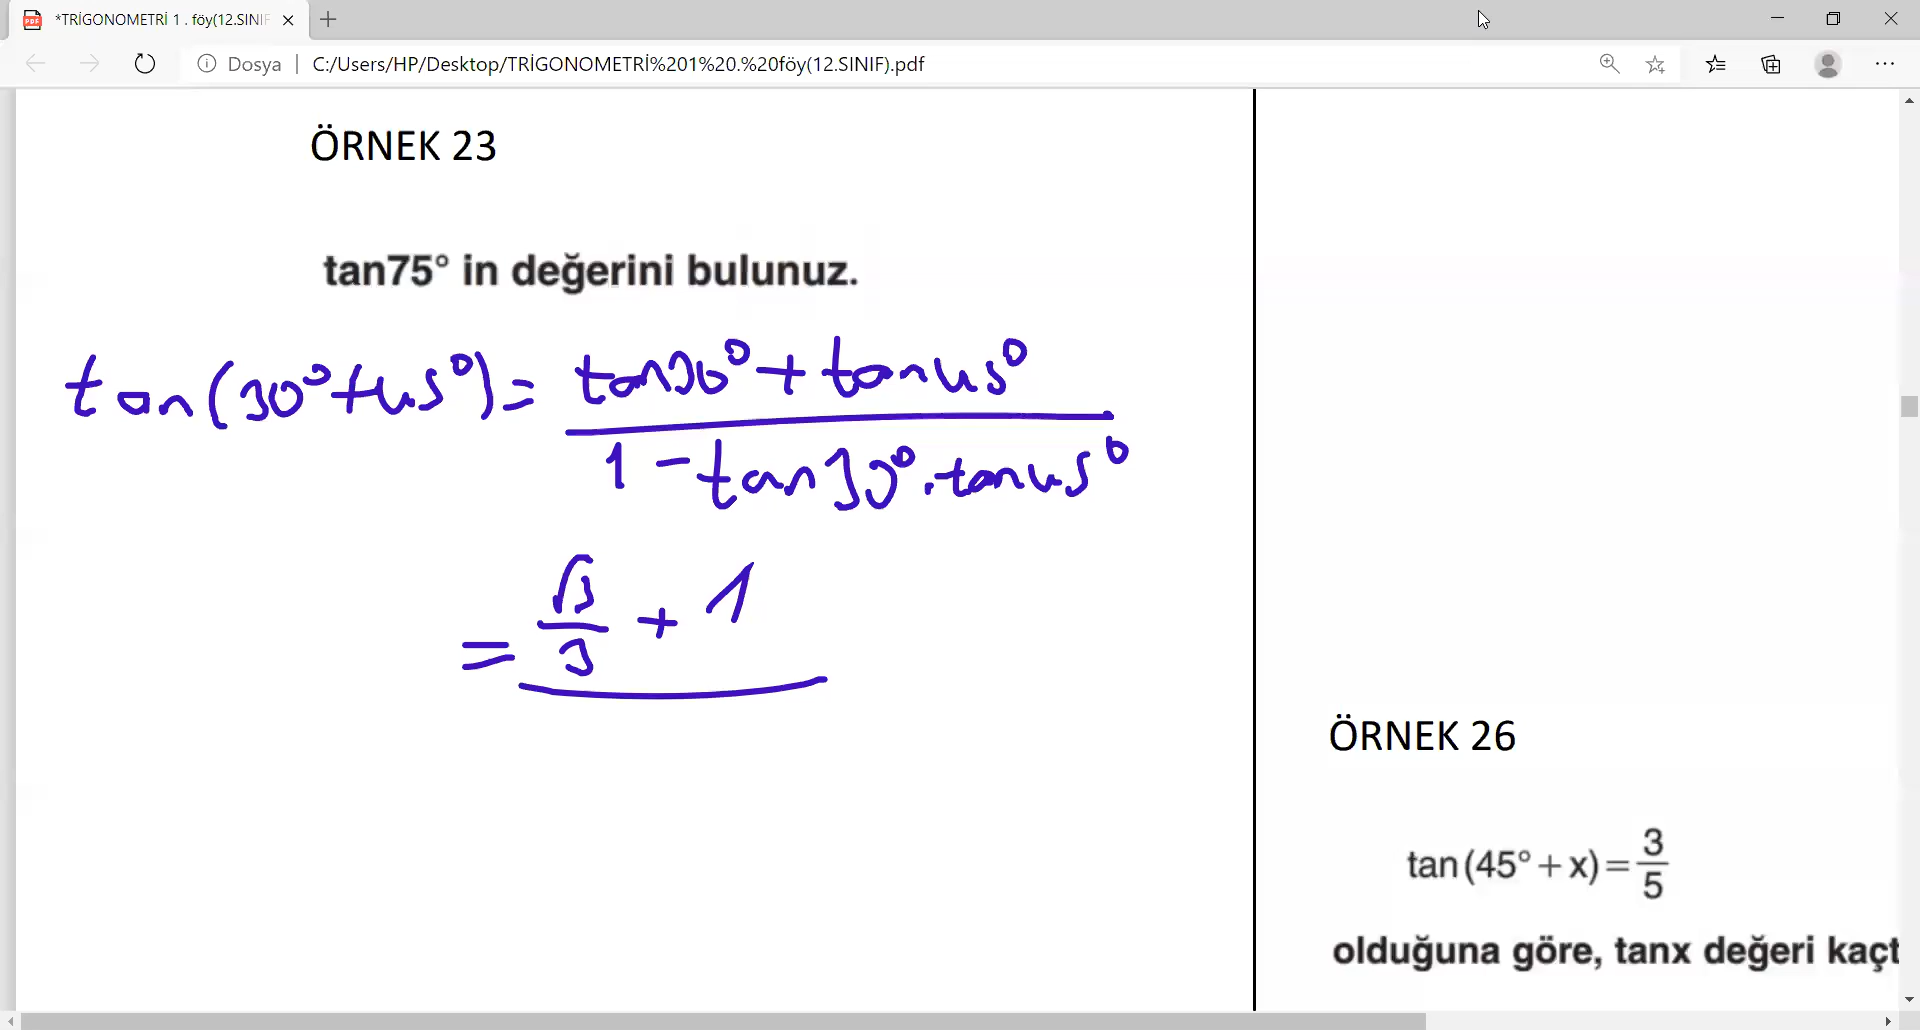 *TRİGONOMETRİ 1 . föy(12.SINIF
Dosya | C:/Users/HP/Desktop/TRİGONOMETRİ%201%20.%20föy(12.SINIF).pdf
ÖRNEK 23
tan75° in değerini bulunuz.
tan(30°+45°)= tan30°+tan45°
1-tan30°.tan45°
= √3/3 + 1
ÖRNEK 26
tan(45°+x)=3/5
olduğuna göre, tanx değeri kaçt